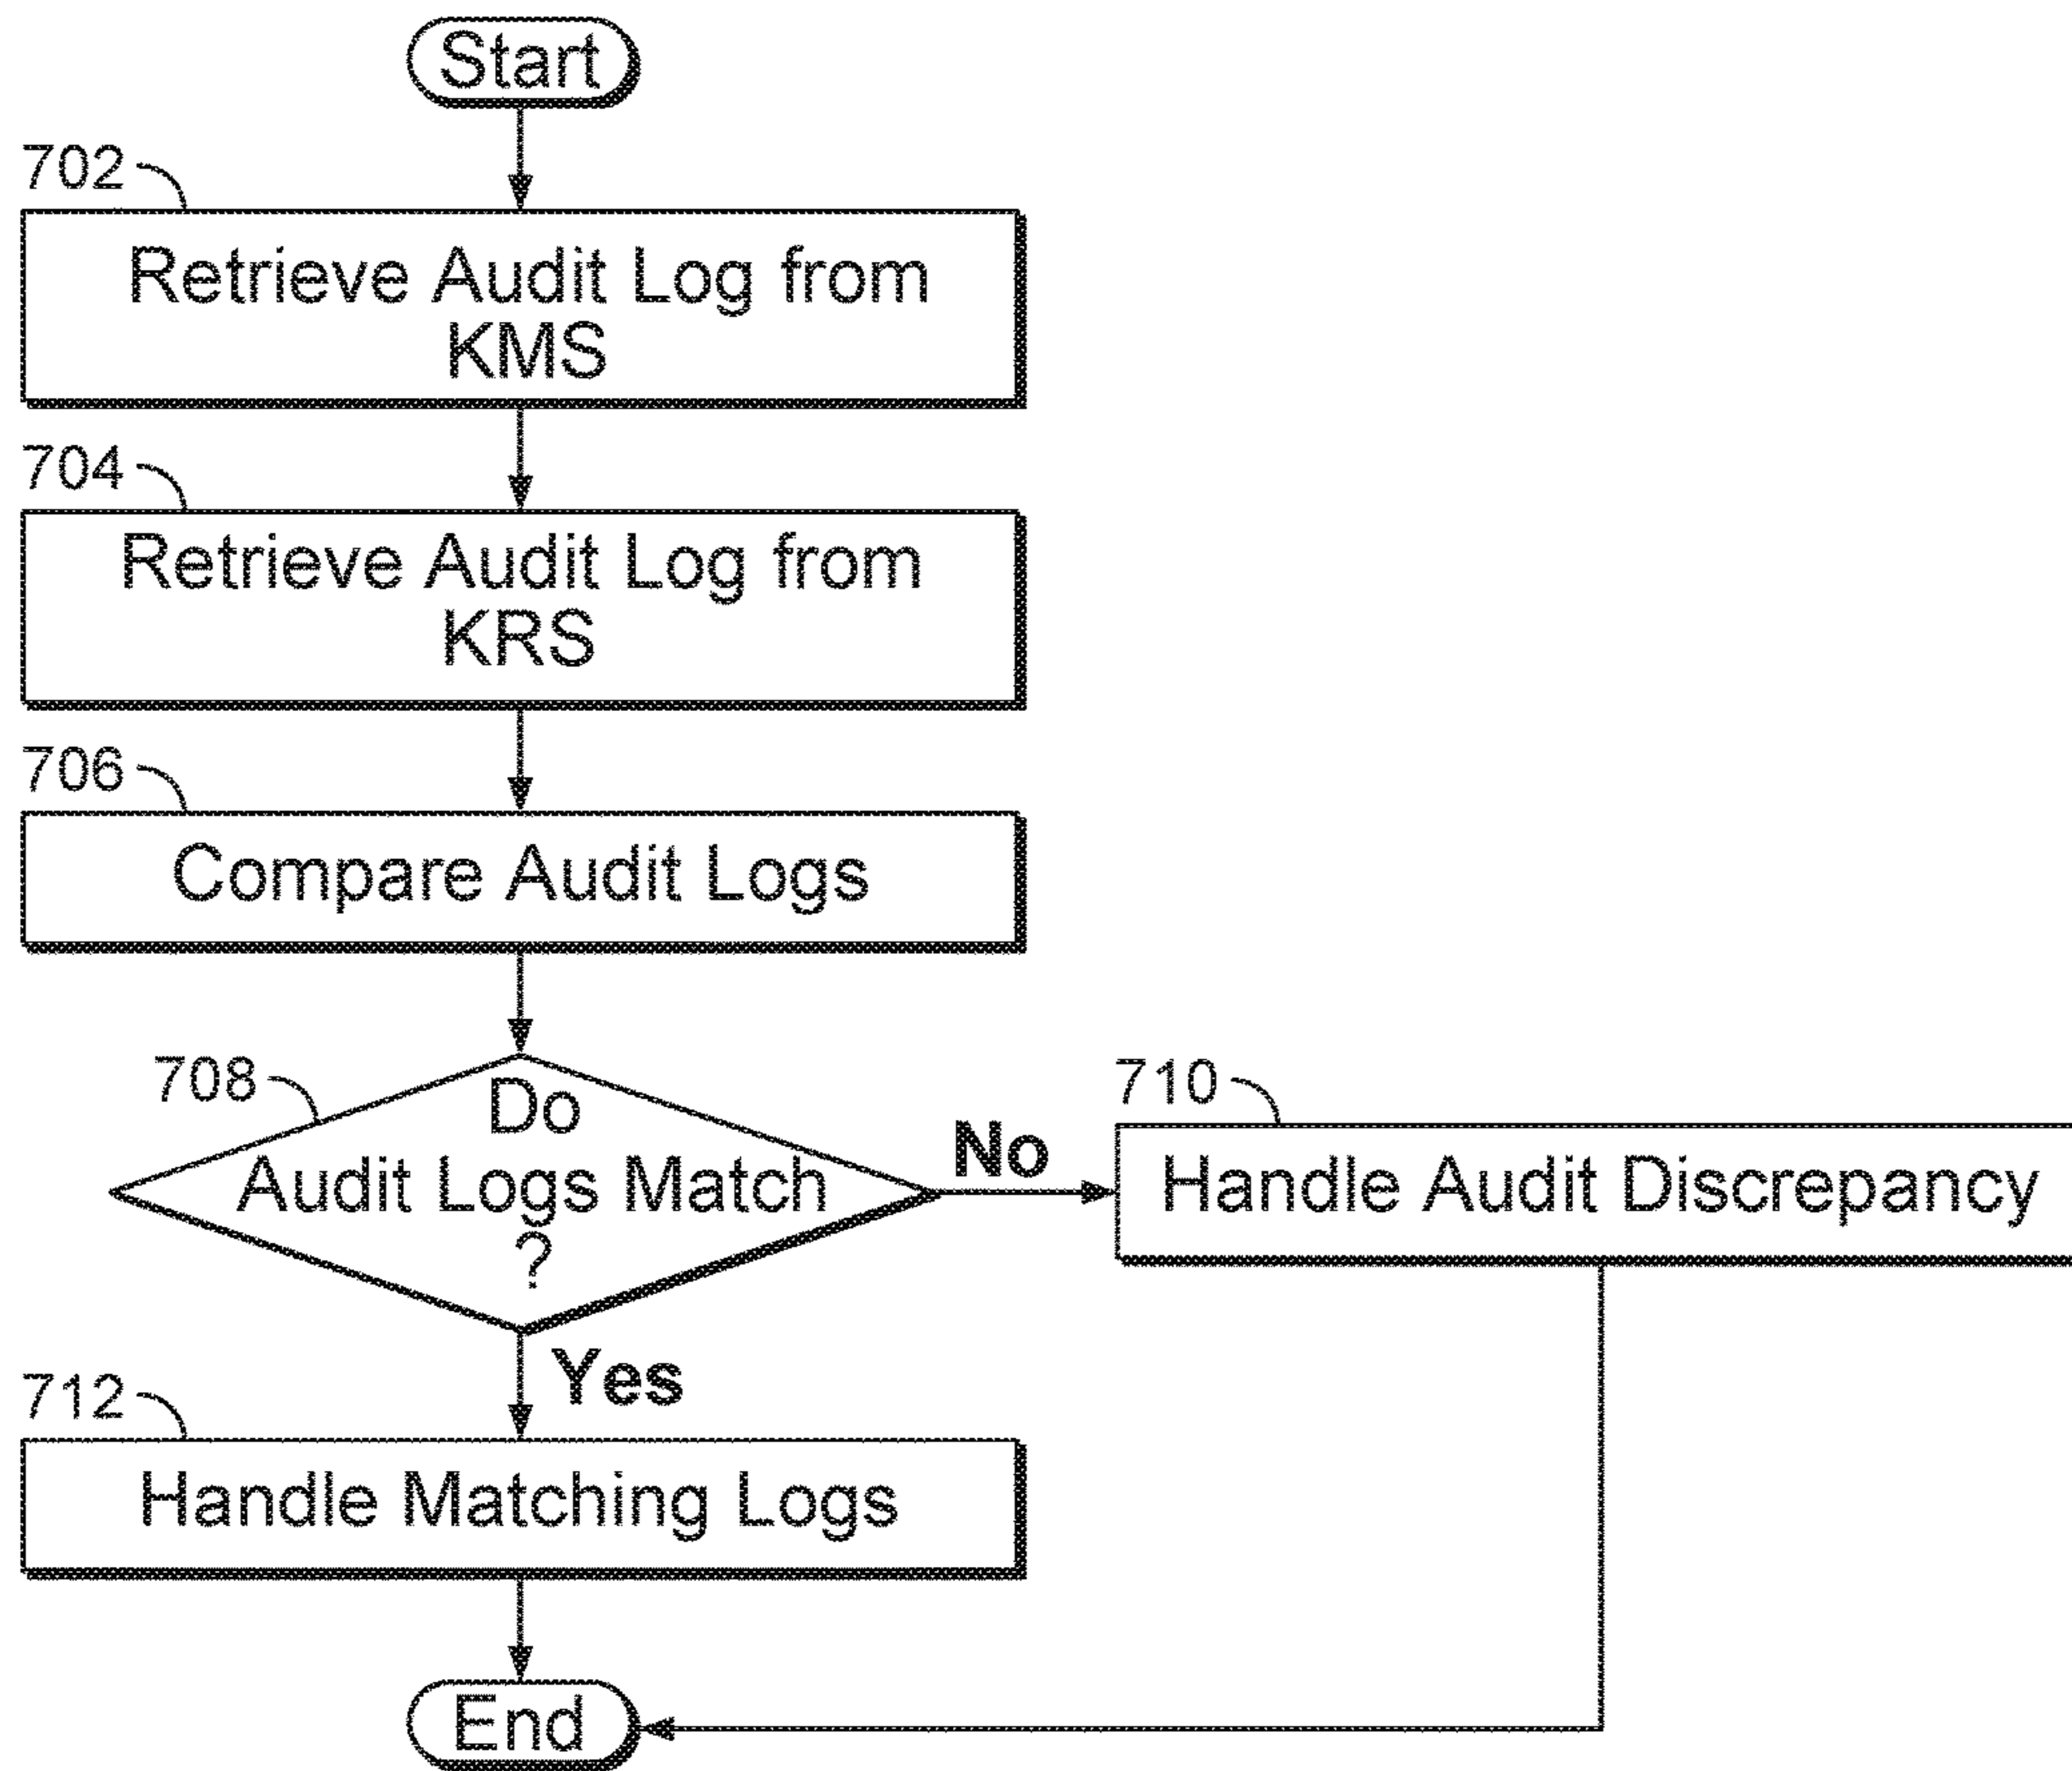 Start
702
Retrieve Audit Log from
KMS
704
Retrieve Audit Log from
KRS
706
Compare Audit Logs
708
Do
Audit Logs Match
?
No
710
Handle Audit Discrepancy
Yes
712
Handle Matching Logs
End